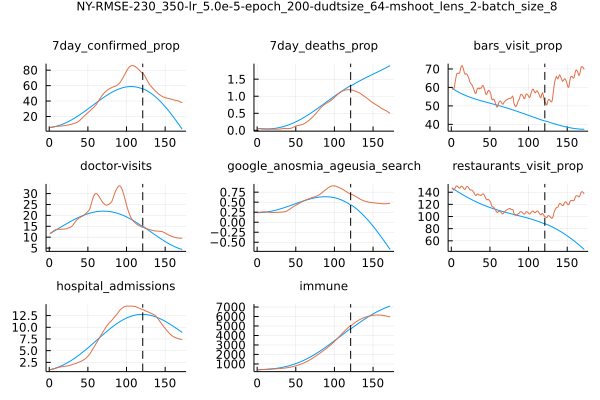 NY-RMSE-230_350-lr_5.0e-5-epoch_200-dudtsize_64-mshoot_lens_2-batch_size_8
7day_confirmed_prop
7day_deaths_prop
bars_visit_prop
80
60
40
20
0 50 100 150
1.5
1.0
0.5
0.0
0 50 100 150
70
60
50
40
0 50 100 150
doctor-visits
google_anosmia_ageusia_search
restaurants_visit_prop
30
25
20
15
10
5
0 50 100 150
0.75
0.50
0.25
0.00
−0.25
−0.50
0 50 100 150
140
120
100
80
60
0 50 100 150
hospital_admissions
immune
12.5
10.0
7.5
5.0
2.5
0 50 100 150
7000
6000
5000
4000
3000
2000
1000
0 50 100 150